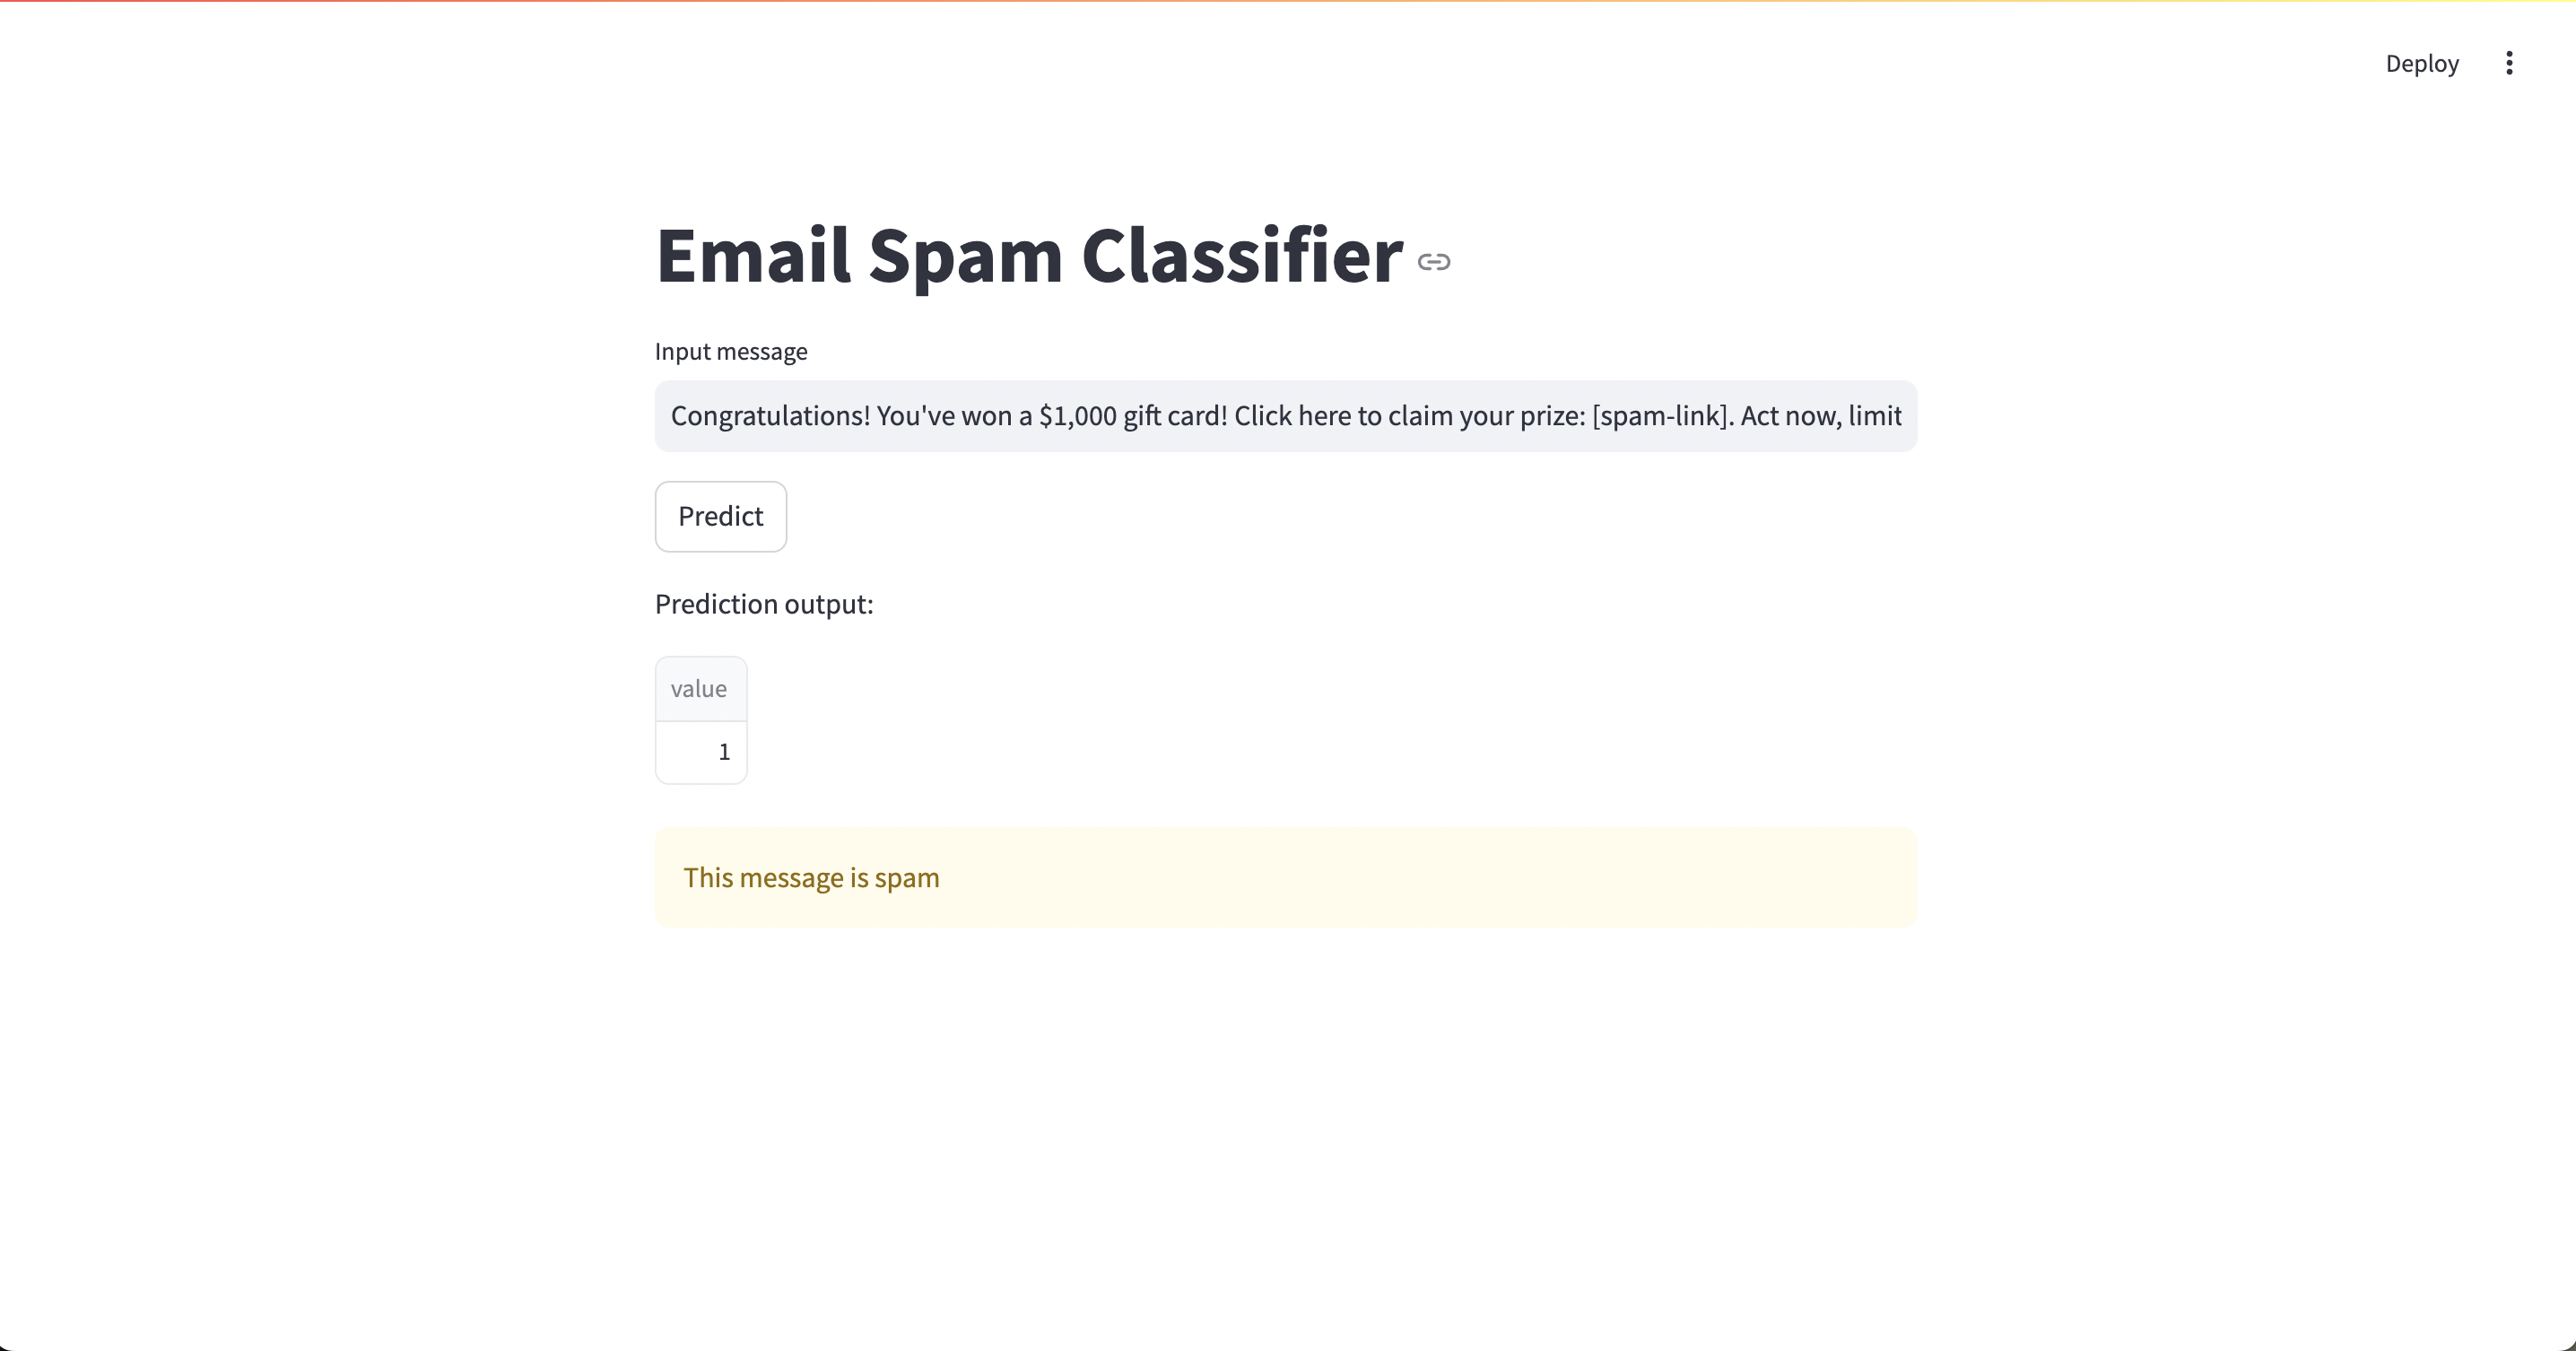 Deploy
Email Spam Classifier
Input message
Congratulations! You've won a $1,000 gift card! Click here to claim your prize: [spam-link]. Act now, limit
Predict
Prediction output:
value
1
This message is spam